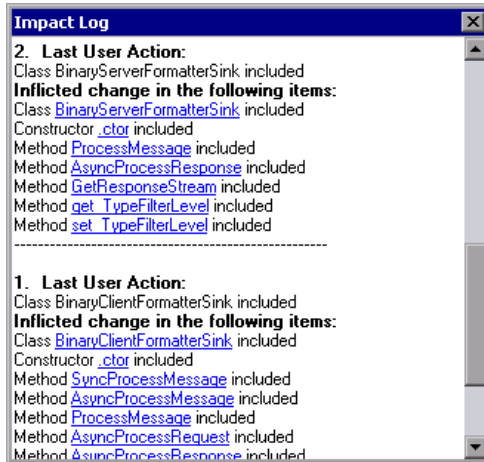 Impact Log
2. Last User Action:
Class BinaryServerFormatterSink included
Inflicted change in the following items:
Class BinaryServerFormatterSink included
Constructor .ctor included
Method ProcessMessage included
Method AsyncProcessResponse included
Method GetResponseStream included
Method get_TypeFilterLevel included
Method set_TypeFilterLevel included
-----------------------------------------------------
1. Last User Action:
Class BinaryClientFormatterSink included
Inflicted change in the following items:
Class BinaryClientFormatterSink included
Constructor .ctor included
Method SyncProcessMessage included
Method AsyncProcessMessage included
Method ProcessMessage included
Method AsyncProcessRequest included
Method AsyncProcessResponse included